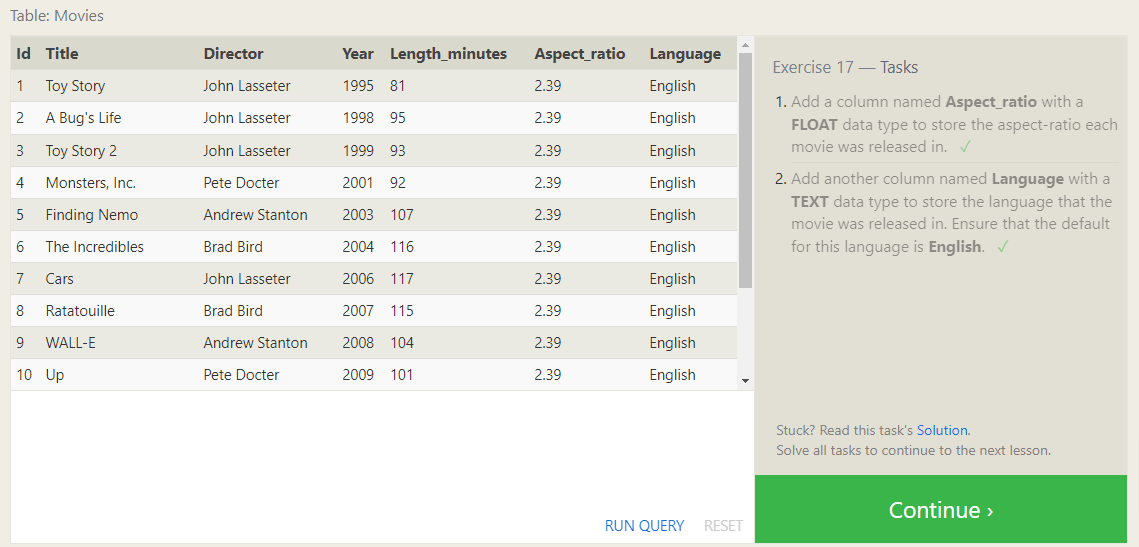 Table: Movies
Id Title Director Year Length_minutes Aspect_ratio Language
1 Toy Story John Lasseter 1995 81 2.39 English
2 A Bug's Life John Lasseter 1998 95 2.39 English
3 Toy Story 2 John Lasseter 1999 93 2.39 English
4 Monsters, Inc. Pete Docter 2001 92 2.39 English
5 Finding Nemo Andrew Stanton 2003 107 2.39 English
6 The Incredibles Brad Bird 2004 116 2.39 English
7 Cars John Lasseter 2006 117 2.39 English
8 Ratatouille Brad Bird 2007 115 2.39 English
9 WALL-E Andrew Stanton 2008 104 2.39 English
10 Up Pete Docter 2009 101 2.39 English
RUN QUERY RESET
Exercise 17 — Tasks
1. Add a column named Aspect_ratio with a
FLOAT data type to store the aspect-ratio each
movie was released in. ✓
2. Add another column named Language with a
TEXT data type to store the language that the
movie was released in. Ensure that the default
for this language is English. ✓
Stuck? Read this task's Solution.
Solve all tasks to continue to the next lesson.
Continue ›